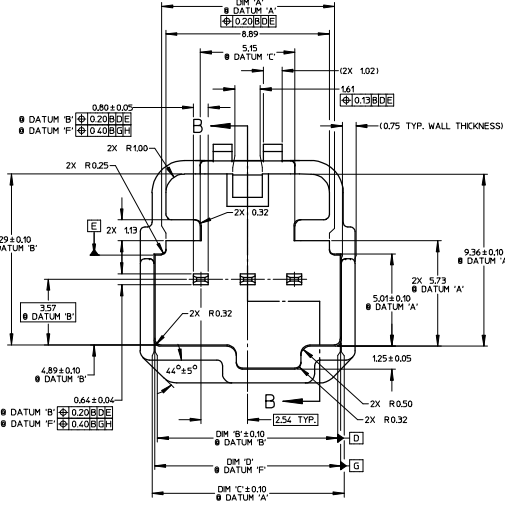 DIM 'A'
@ DATUM 'A'
⌖ 0.20 B D E
8.89
5.15
@ DATUM 'C'
(2X 1.02)
1.61
⌖ 0.13 B D E
0.80±0.05
@ DATUM 'B' ⌖ 0.20 B D E
@ DATUM 'F' ⌖ 0.40 B G H
B
(0.75 TYP. WALL THICKNESS)
2X R1.00
2X R0.25
2X 0.32
E
2X 1.13
29±0.10
DATUM 'B'
9.36±0.10
@ DATUM
2X 5.73
@ DATUM 'A'
5.01±0.10
@ DATUM 'A'
3.57
@ DATUM 'B'
2X R0.32
4.89±0.10
@ DATUM 'B'
44°±5°
1.25±0.05
0.64±0.04
@ DATUM 'B' ⌖ 0.20 B D E
@ DATUM 'F' ⌖ 0.40 B G H
B
2X R0.50
2X R0.32
2.54 TYP.
DIM 'B'±0.10
@ DATUM 'B'
D
DIM 'D'
@ DATUM 'F'
G
DIM 'C'±0.10
@ DATUM 'A'